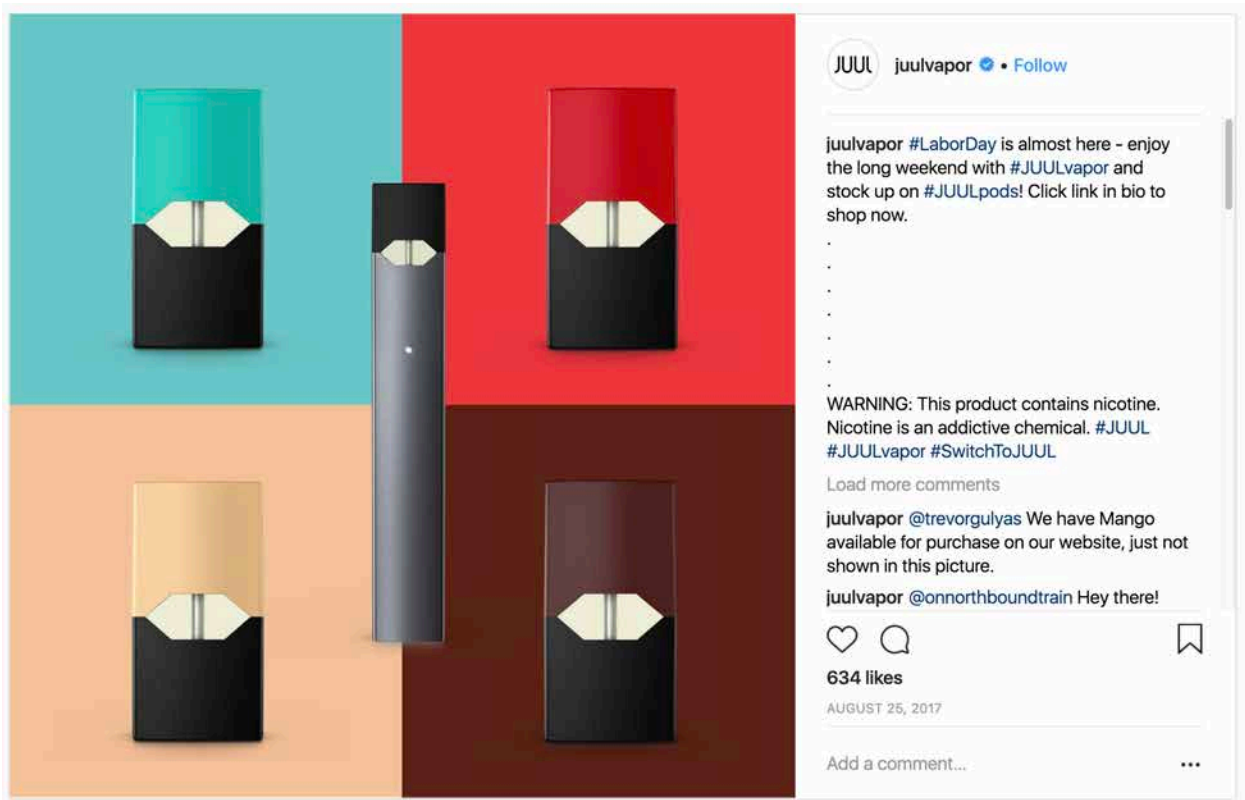 JUUL juulvapor • Follow
juulvapor #LaborDay is almost here - enjoy
the long weekend with #JUULvapor and
stock up on #JUULpods! Click link in bio to
shop now.
.
.
.
.
.
.
.
WARNING: This product contains nicotine.
Nicotine is an addictive chemical. #JUUL
#JUULvapor #SwitchToJUUL
Load more comments
juulvapor @trevorgulyas We have Mango
available for purchase on our website, just not
shown in this picture.
juulvapor @onnorthboundtrain Hey there!
634 likes
AUGUST 25, 2017
Add a comment...